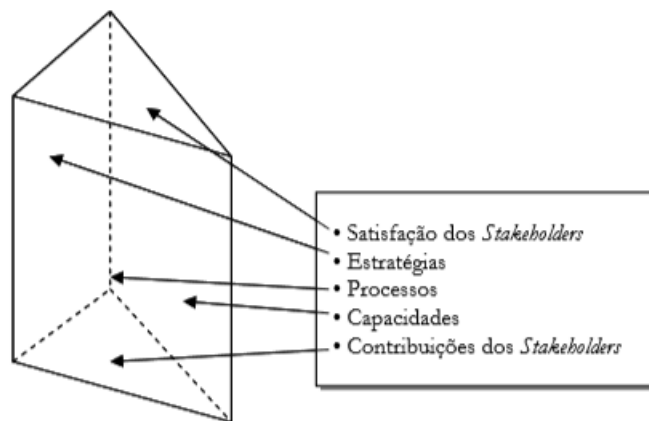 • Satisfação dos Stakeholders
• Estratégias
• Processos
• Capacidades
• Contribuições dos Stakeholders